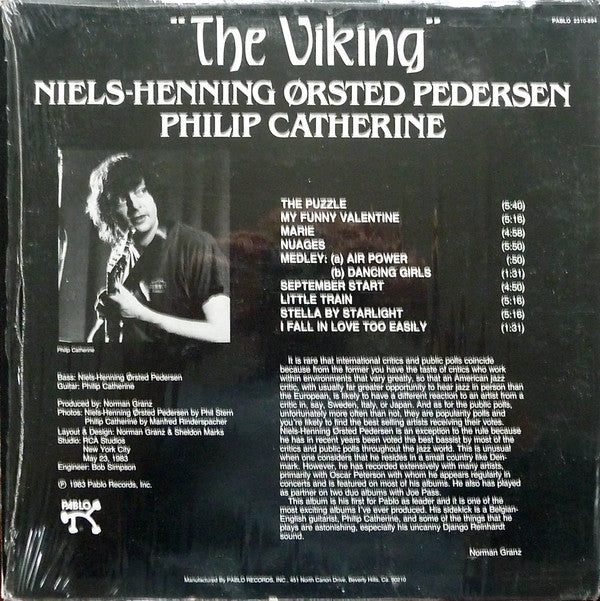 PABLO 2310-894
"The Viking"
NIELS-HENNING ØRSTED PEDERSEN
PHILIP CATHERINE
THE PUZZLE (5:40)
MY FUNNY VALENTINE (5:16)
MARIE (4:58)
NUAGES (5:50)
MEDLEY: (a) AIR POWER (:50)
(b) DANCING GIRLS (1:31)
SEPTEMBER START (4:50)
LITTLE TRAIN (5:16)
STELLA BY STARLIGHT (5:16)
I FALL IN LOVE TOO EASILY (1:31)
Philip Catherine
Bass: Niels-Henning Ørsted Pedersen
Guitar: Philip Catherine
Produced by: Norman Granz
Photos: Niels-Henning Ørsted Pedersen by Phil Stern
Philip Catherine by Manfred Rinderspacher
Layout & Design: Norman Granz & Sheldon Marks
Studio: RCA Studios
New York City
May 23, 1983
Engineer: Bob Simpson
℗ 1983 Pablo Records, Inc.
PABLO
It is rare that international critics and public polls coincide
because from the former you have the taste of critics who work
within environments that vary greatly, so that an American jazz
critic, with usually far greater opportunity to hear jazz in person than
the European, is likely to have a different reaction to an artist from a
critic in, say, Sweden, Italy, or Japan. And as for the public polls,
unfortunately more often than not, they are popularity polls and
you're likely to find the best selling artists receiving their votes.
Niels-Henning Ørsted Pedersen is an exception to the rule because
he has in recent years been voted the best bassist by most of the
critics and public polls throughout the jazz world. This is unusual
when one considers that he resides in a small country like Den-
mark. However, he has recorded extensively with many artists,
primarily with Oscar Peterson with whom he appears regularly in
concerts and is featured on most of his albums. He also has played
as partner on two duo albums with Joe Pass.
This album is his first for Pablo as leader and it is one of the
most exciting albums I've ever produced. His sidekick is a Belgian-
English guitarist, Philip Catherine, and some of the things that he
plays are astonishing, especially his uncanny Django Reinhardt
sound.
Norman Granz
Manufactured By PABLO RECORDS, INC., 451 North Canon Drive, Beverly Hills, Ca. 90210